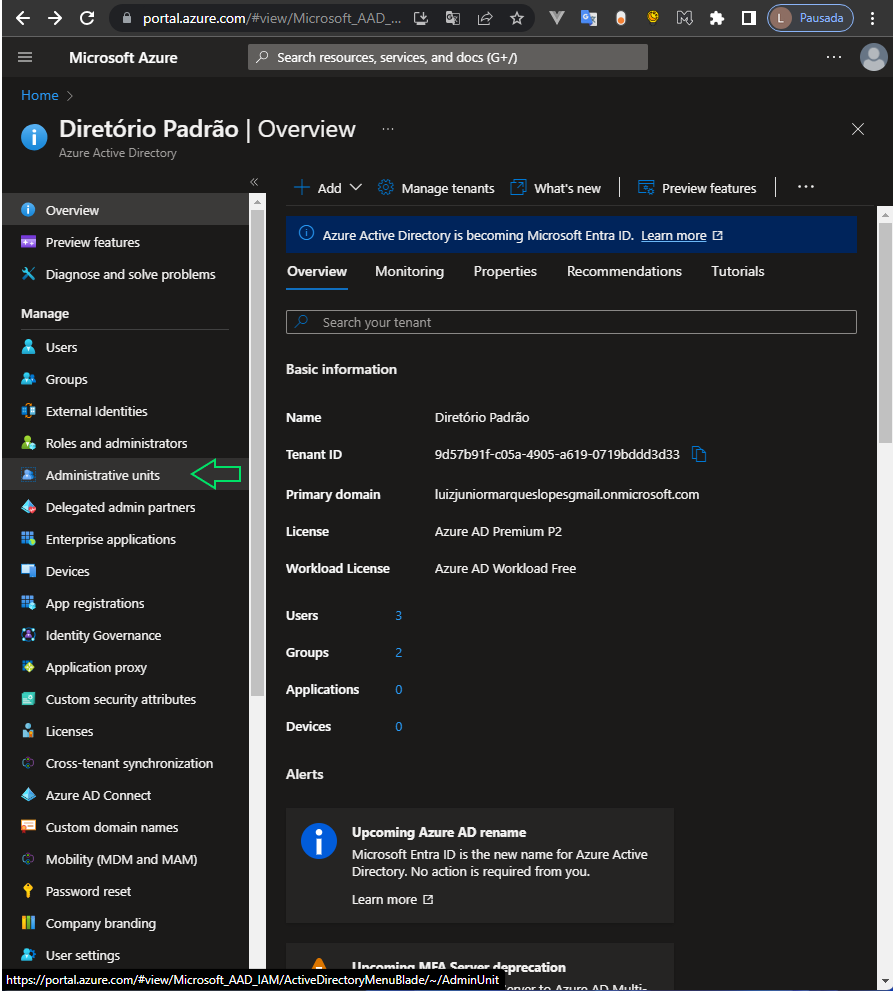 portal.azure.com/#view/Microsoft_AAD_...
L Pausada
Microsoft Azure
Search resources, services, and docs (G+/)
Home
Diretório Padrão | Overview
Azure Active Directory
Overview
Preview features
Diagnose and solve problems
Manage
Users
Groups
External Identities
Roles and administrators
Administrative units
Delegated admin partners
Enterprise applications
Devices
App registrations
Identity Governance
Application proxy
Custom security attributes
Licenses
Cross-tenant synchronization
Azure AD Connect
Custom domain names
Mobility (MDM and MAM)
Password reset
Company branding
User settings
Add
Manage tenants
What's new
Preview features
Azure Active Directory is becoming Microsoft Entra ID. Learn more
Overview Monitoring Properties Recommendations Tutorials
Search your tenant
Basic information
Name Diretório Padrão
Tenant ID 9d57b91f-c05a-4905-a619-0719bddd3d33
Primary domain luizjuniormarqueslopesgmail.onmicrosoft.com
License Azure AD Premium P2
Workload License Azure AD Workload Free
Users 3
Groups 2
Applications 0
Devices 0
Alerts
Upcoming Azure AD rename
Microsoft Entra ID is the new name for Azure Active
Directory. No action is required from you.
Learn more
Upcoming MFA Server deprecation
Server to Azure AD Multi-
https://portal.azure.com/#view/Microsoft_AAD_IAM/ActiveDirectoryMenuBlade/~/AdminUnit